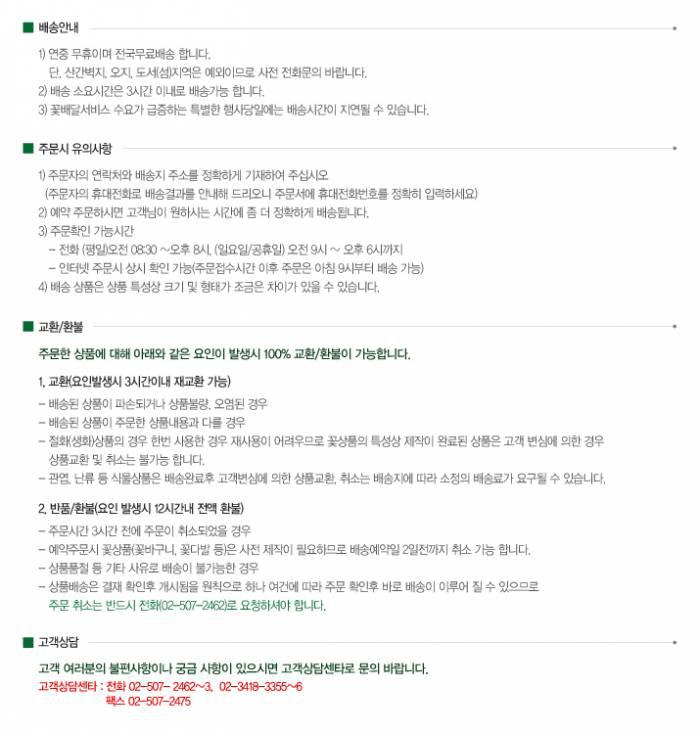 배송안내
1) 연중 무휴이며 전국무료배송 합니다.
단, 산간벽지, 오지, 도서(섬)지역은 예외이므로 사전 전화문의 바랍니다.
2) 배송 소요시간은 3시간 이내로 배송가능 합니다.
3) 꽃배달서비스 수요가 급증하는 특별한 행사당일에는 배송시간이 지연될 수 있습니다.
주문시 유의사항
1) 주문자의 연락처와 배송지 주소를 정확하게 기재하여 주십시오
(주문자의 휴대전화로 배송결과를 안내해 드리오니 주문서에 휴대전화번호를 정확히 입력하세요)
2) 예약 주문하시면 고객님이 원하시는 시간에 좀 더 정확하게 배송됩니다.
3) 주문확인 가능시간
- 전화 (평일)오전 08:30 ~오후 8시, (일요일/공휴일) 오전 9시 ~ 오후 6시까지
- 인터넷 주문시 상시 확인 가능(주문접수시간 이후 주문은 아침 9시부터 배송 가능)
4) 배송 상품은 상품 특성상 크기 및 형태가 조금은 차이가 있을 수 있습니다.
교환/환불
주문한 상품에 대해 아래와 같은 요인이 발생시 100% 교환/환불이 가능합니다.
1. 교환(요인발생시 3시간이내 재교환 가능)
- 배송된 상품이 파손되거나 상품불량, 오염된 경우
- 배송된 상품이 주문한 상품내용과 다를 경우
- 절화(생화)상품의 경우 한번 사용한 경우 재사용이 어려우므로 꽃상품의 특성상 제작이 완료된 상품은 고객 변심에 의한 경우
상품교환 및 취소는 불가능 합니다.
- 관엽, 난류 등 식물상품은 배송완료후 고객변심에 의한 상품교환, 취소는 배송지에 따라 소정의 배송료가 요구될 수 있습니다.
2. 반품/환불(요인 발생시 12시간내 전액 환불)
- 주문시간 3시간 전에 주문이 취소되었을 경우
- 예약주문시 꽃상품(꽃바구니, 꽃다발 등)은 사전 제작이 필요하므로 배송예약일 2일전까지 취소 가능 합니다.
- 상품품절 등 기타 사유로 배송이 불가능한 경우
- 상품배송은 결재 확인후 개시됨을 원칙으로 하나 여건에 따라 주문 확인후 바로 배송이 이루어 질 수 있으므로
주문 취소는 반드시 전화(02-507-2462)로 요청하셔야 합니다.
고객상담
고객 여러분의 불편사항이나 궁금 사항이 있으시면 고객상담센타로 문의 바랍니다.
고객상담센타 : 전화 02-507- 2462~3, 02-3418-3355~6
팩스 02-507-2475